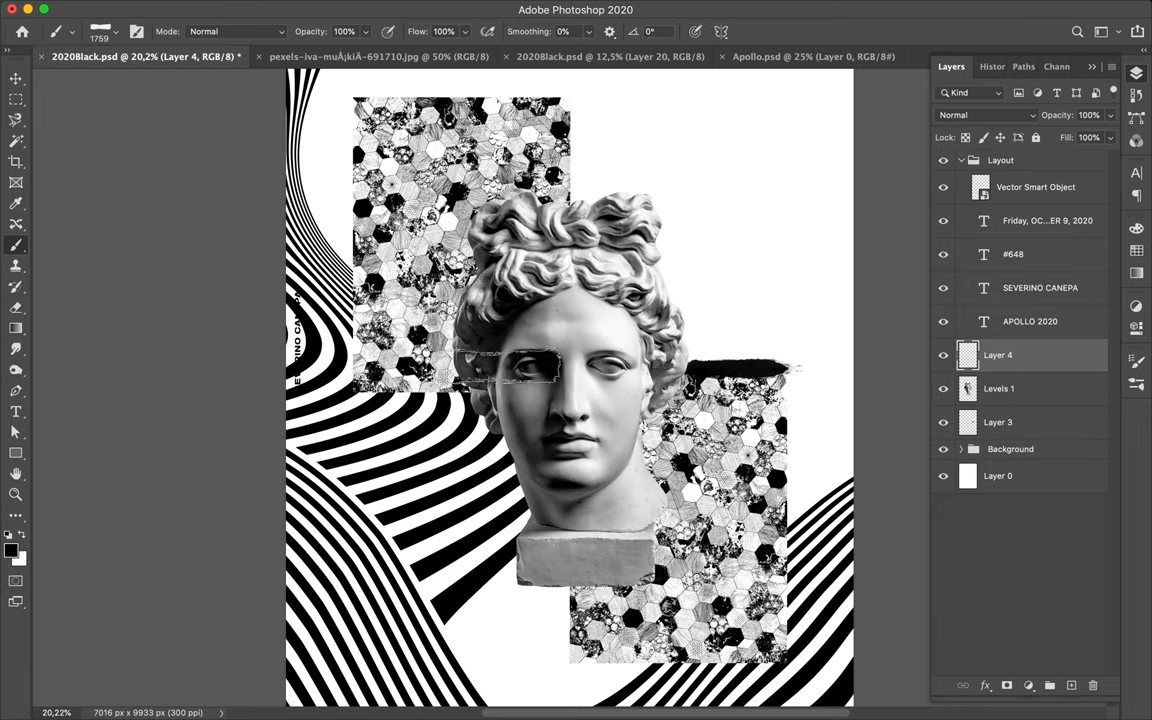 Adobe Photoshop 2020
1759
Mode: Normal
Opacity: 100%
Flow: 100%
Smoothing: 0%
0°
2020Black.psd @ 20,2% (Layer 4, RGB/8) *
pexels-iva-muÅ¡kiÄ-691710.jpg @ 50% (RGB/8)
2020Black.psd @ 12,5% (Layer 20, RGB/8)
Apollo.psd @ 25% (Layer 0, RGB/8#)
Layers
Histor
Paths
Chann
Kind
Normal
Opacity: 100%
Lock:
Fill: 100%
Layout
Vector Smart Object
Friday, OC...ER 9, 2020
#648
SEVERINO CANEPA
APOLLO 2020
Layer 4
Levels 1
Layer 3
Background
Layer 0
20,22%
7016 px x 9933 px (300 ppi)